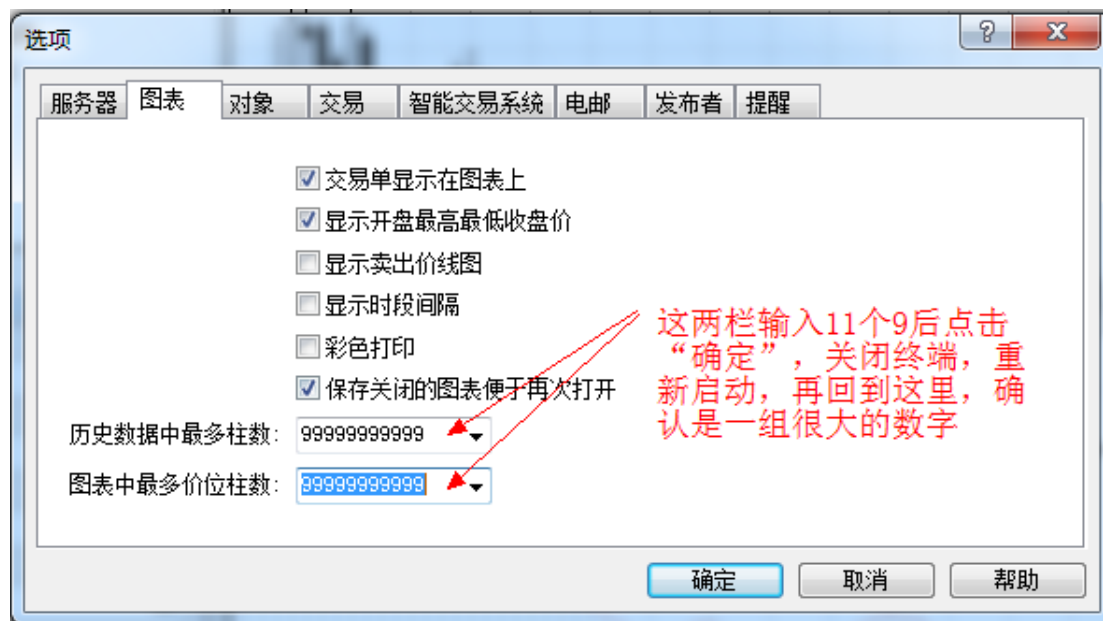 选项
服务器 图表 对象 交易 智能交易系统 电邮 发布者 提醒
交易单显示在图表上
显示开盘最高最低收盘价
显示卖出价线图
显示时段间隔
彩色打印
保存关闭的图表便于再次打开
历史数据中最多柱数: 99999999999
图表中最多价位柱数: 99999999999
这两栏输入11个9后点击
“确定”,关闭终端,重
新启动,再回到这里,确
认是一组很大的数字
确定 取消 帮助